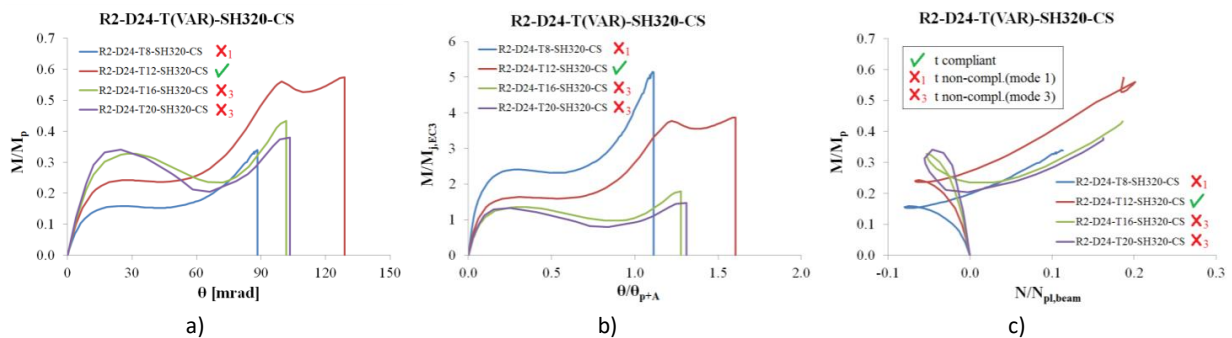 R2-D24-T(VAR)-SH320-CS
R2-D24-T8-SH320-CS ✗1
R2-D24-T12-SH320-CS ✓
R2-D24-T16-SH320-CS ✗3
R2-D24-T20-SH320-CS ✗3
M/Mp
0.7
0.6
0.5
0.4
0.3
0.2
0.1
0.0
0 30 60 90 120 150
θ [mrad]
a)
R2-D24-T(VAR)-SH320-CS
R2-D24-T8-SH320-CS ✗1
R2-D24-T12-SH320-CS ✓
R2-D24-T16-SH320-CS ✗3
R2-D24-T20-SH320-CS ✗3
M/Mj,EC3
6
5
4
3
2
1
0
0.0 0.5 1.0 1.5 2.0
θ/θp+A
b)
R2-D24-T(VAR)-SH320-CS
✓ t compliant
✗1 t non-compl.(mode 1)
✗3 t non-compl.(mode 3)
M/Mp
0.7
0.6
0.5
0.4
0.3
0.2
0.1
0.0
R2-D24-T8-SH320-CS ✗1
R2-D24-T12-SH320-CS ✓
R2-D24-T16-SH320-CS ✗3
R2-D24-T20-SH320-CS ✗3
-0.1 0.0 0.1 0.2 0.3
N/Npl,beam
c)